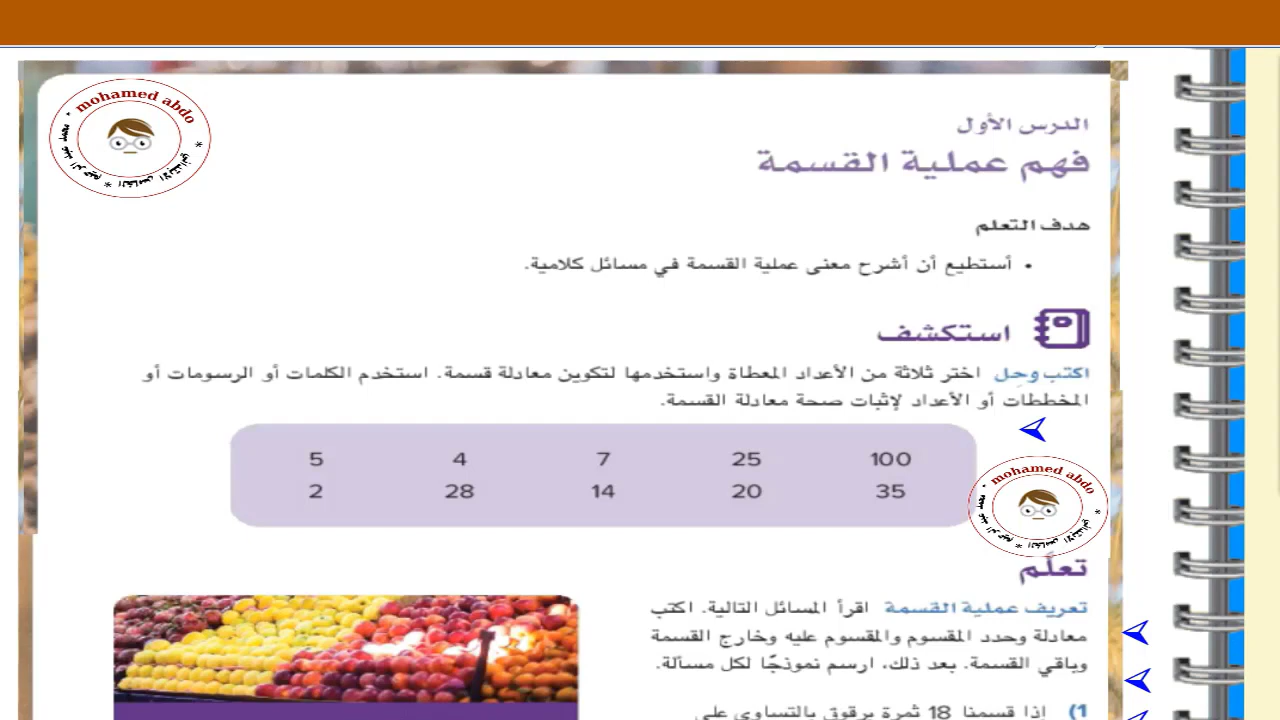 mohamed abdo
الدرس الأول
فهم عملية القسمة
هدف التعلم
• أستطيع أن أشرح معنى عملية القسمة في مسائل كلامية.
استكشف
اكتب وحِل اختر ثلاثة من الأعداد المعطاة واستخدمها لتكوين معادلة قسمة. استخدم الكلمات أو الرسومات أو
المخططات أو الأعداد لإثبات صحة معادلة القسمة.
5 4 7 25 100
2 28 14 20 35
mohamed abdo
تعلَّم
تعريف عملية القسمة اقرأ المسائل التالية. اكتب
معادلة وحدد المقسوم والمقسوم عليه وخارج القسمة
وباقي القسمة. بعد ذلك، ارسم نموذجًا لكل مسألة.
(1 إذا قسمنا 18 ثمرة برقوق بالتساوي على